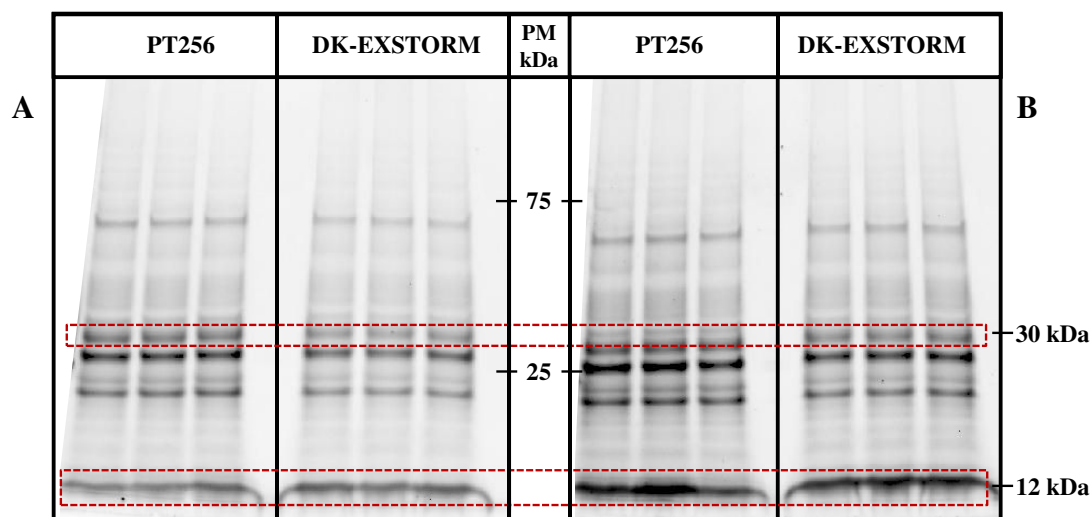 PT256 DK-EXSTORM PM kDa PT256 DK-EXSTORM
A B
75
30 kDa
25
12 kDa